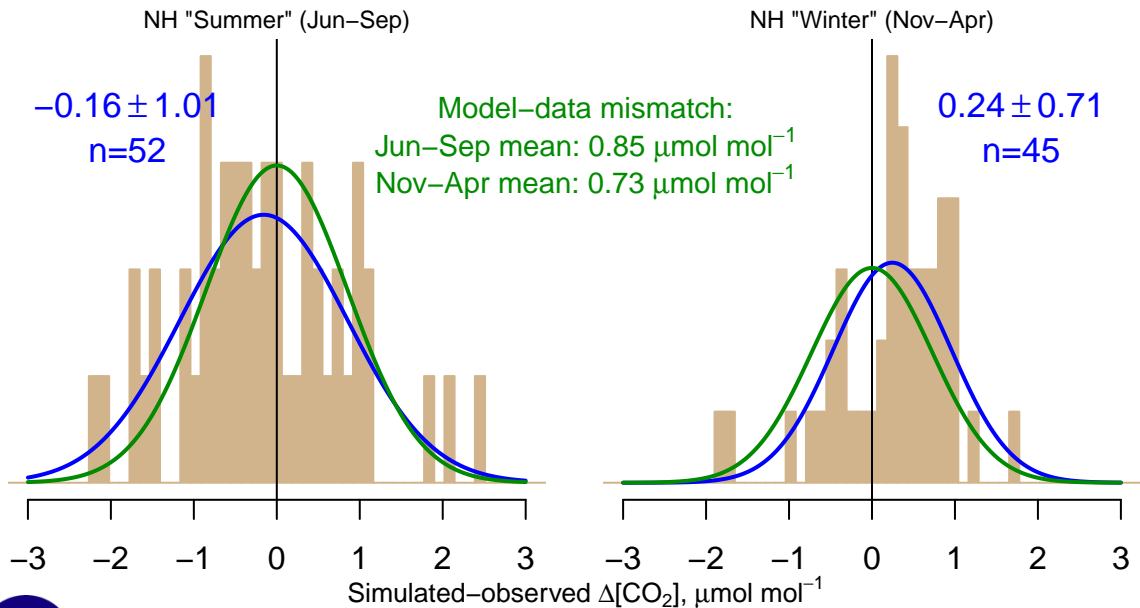 NH "Summer" (Jun−Sep)
NH "Winter" (Nov−Apr)
−0.16 ± 1.01
n=52
Model−data mismatch:
Jun−Sep mean: 0.85 μmol mol⁻¹
Nov−Apr mean: 0.73 μmol mol⁻¹
0.24 ± 0.71
n=45
−3 −2 −1 0 1 2 3
−3 −2 −1 0 1 2 3
Simulated−observed Δ[CO₂], μmol mol⁻¹